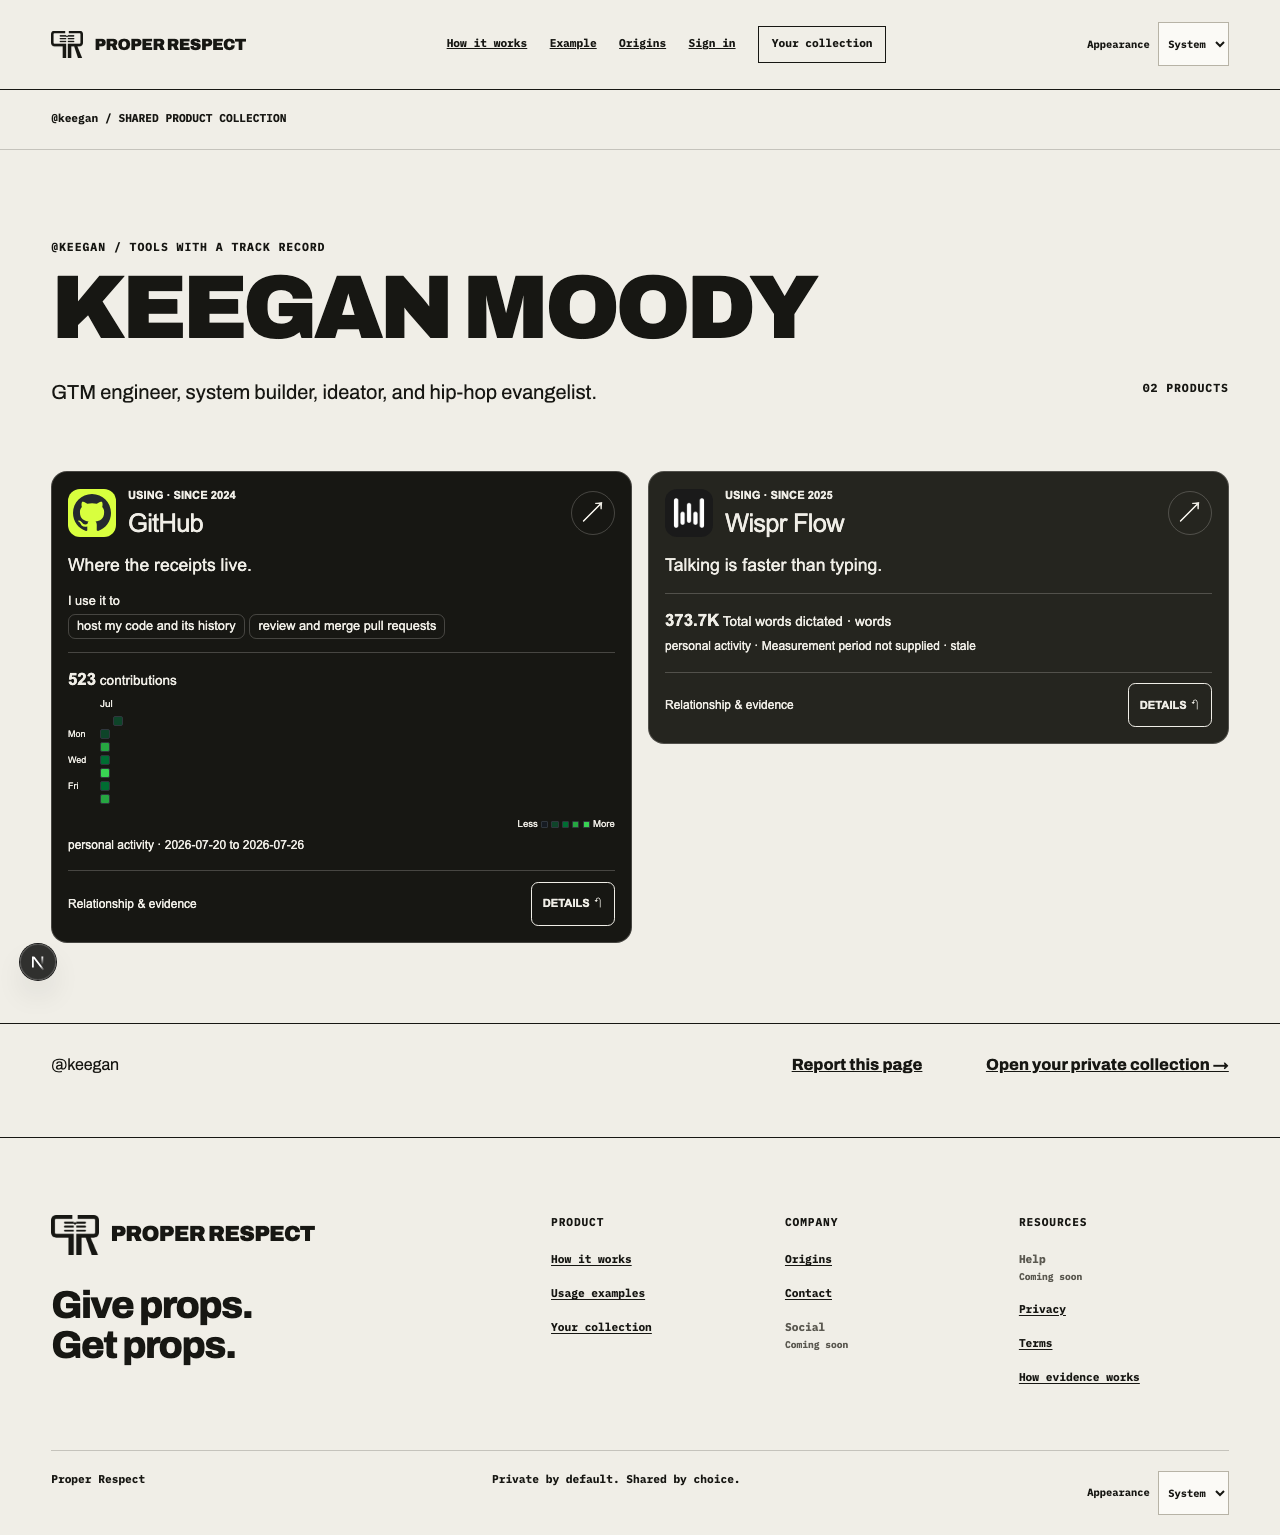 PROPER RESPECT
How it works
Example
Origins
Sign in
Your collection
Appearance
System
@keegan / SHARED PRODUCT COLLECTION
@KEEGAN / TOOLS WITH A TRACK RECORD
KEEGAN MOODY
GTM engineer, system builder, ideator, and hip-hop evangelist.
02 PRODUCTS
USING · SINCE 2024
GitHub
Where the receipts live.
I use it to
host my code and its history
review and merge pull requests
523 contributions
Jul
Mon
Wed
Fri
Less
More
personal activity · 2026-07-20 to 2026-07-26
Relationship & evidence
DETAILS
USING · SINCE 2025
Wispr Flow
Talking is faster than typing.
373.7K Total words dictated · words
personal activity · Measurement period not supplied · stale
Relationship & evidence
DETAILS
N
@keegan
Report this page
Open your private collection →
PROPER RESPECT
Give props.
Get props.
PRODUCT
How it works
Usage examples
Your collection
COMPANY
Origins
Contact
Social
Coming soon
RESOURCES
Help
Coming soon
Privacy
Terms
How evidence works
Proper Respect
Private by default. Shared by choice.
Appearance
System